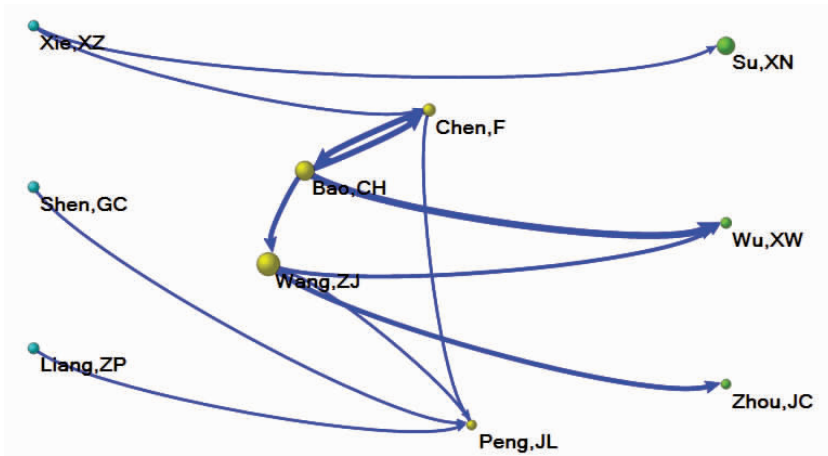 Xie,XZ
Su,XN
Chen,F
Bao,CH
Shen,GC
Wu,XW
Wang,ZJ
Liang,ZP
Zhou,JC
Peng,JL